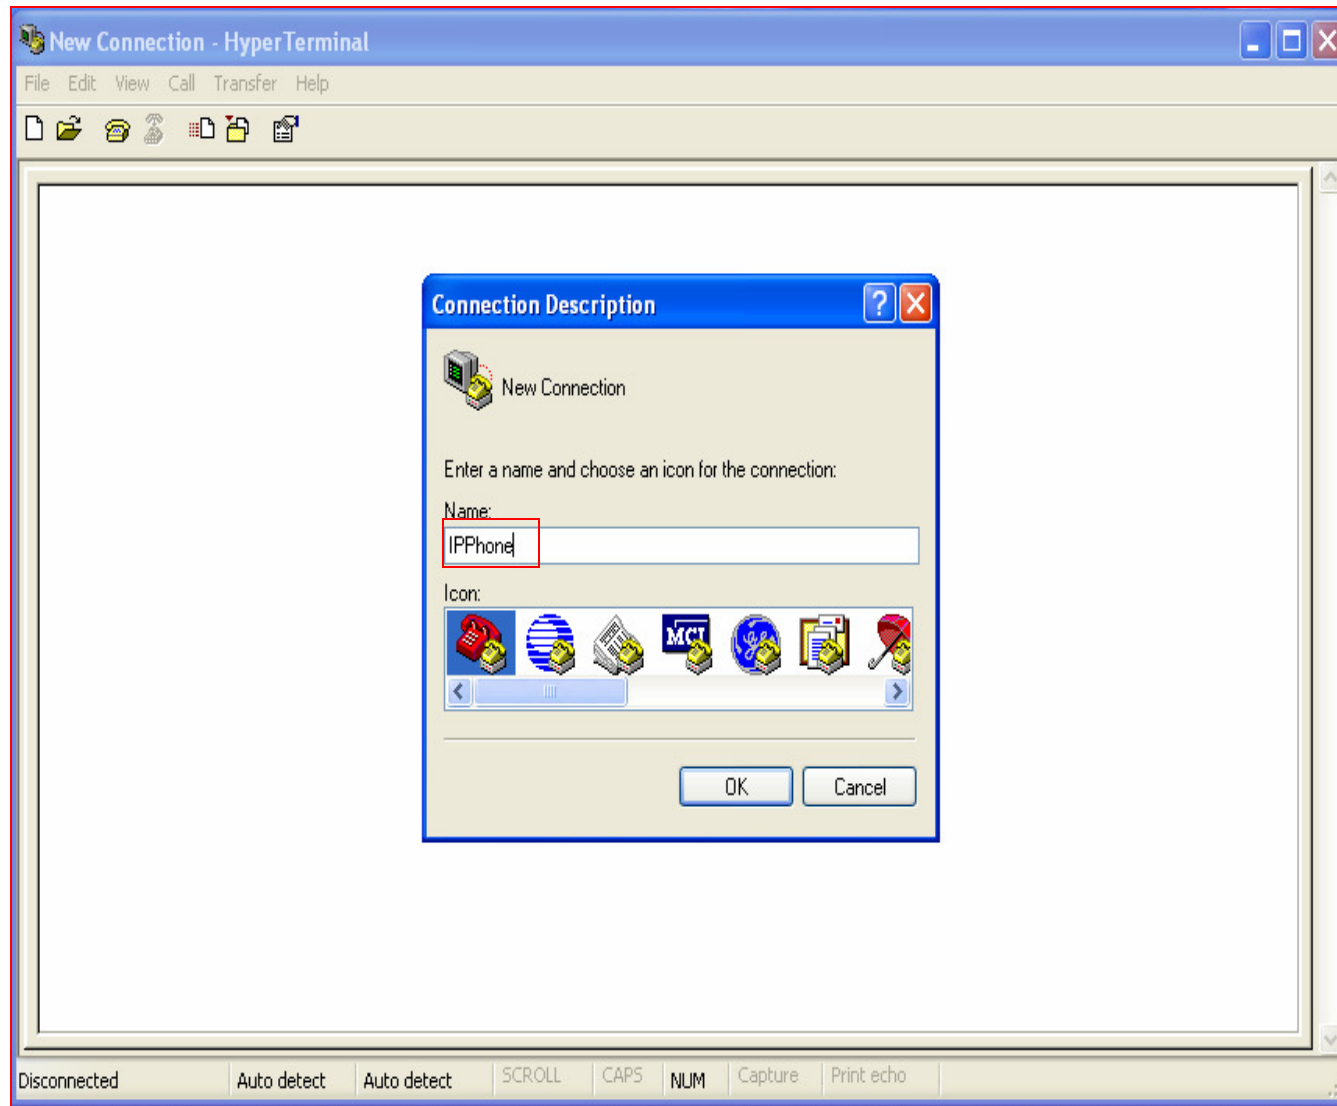 New Connection - HyperTerminal
File Edit View Call Transfer Help
Connection Description
New Connection
Enter a name and choose an icon for the connection:
Name:
IPPhone
Icon:
MCI
OK Cancel
Disconnected Auto detect Auto detect SCROLL CAPS NUM Capture Print echo